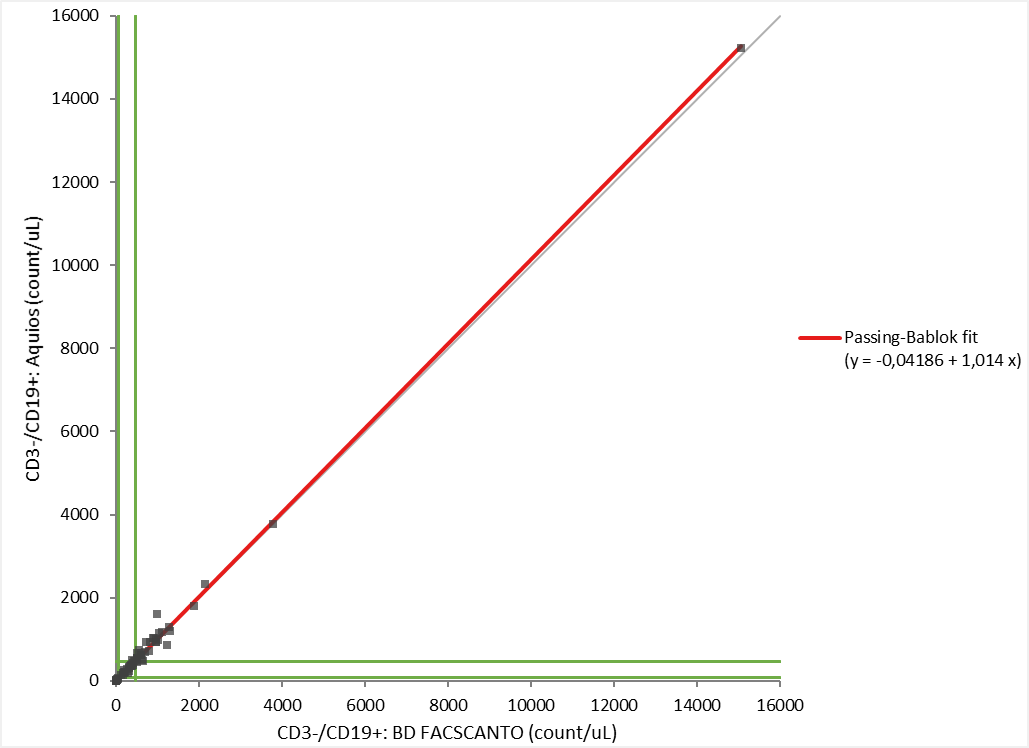 16000
14000
12000
10000
8000
6000
4000
2000
0
CD3-/CD19+: Aquios (count/uL)
0 2000 4000 6000 8000 10000 12000 14000 16000
CD3-/CD19+: BD FACSCANTO (count/uL)
Passing-Bablok fit
(y = -0,04186 + 1,014 x)